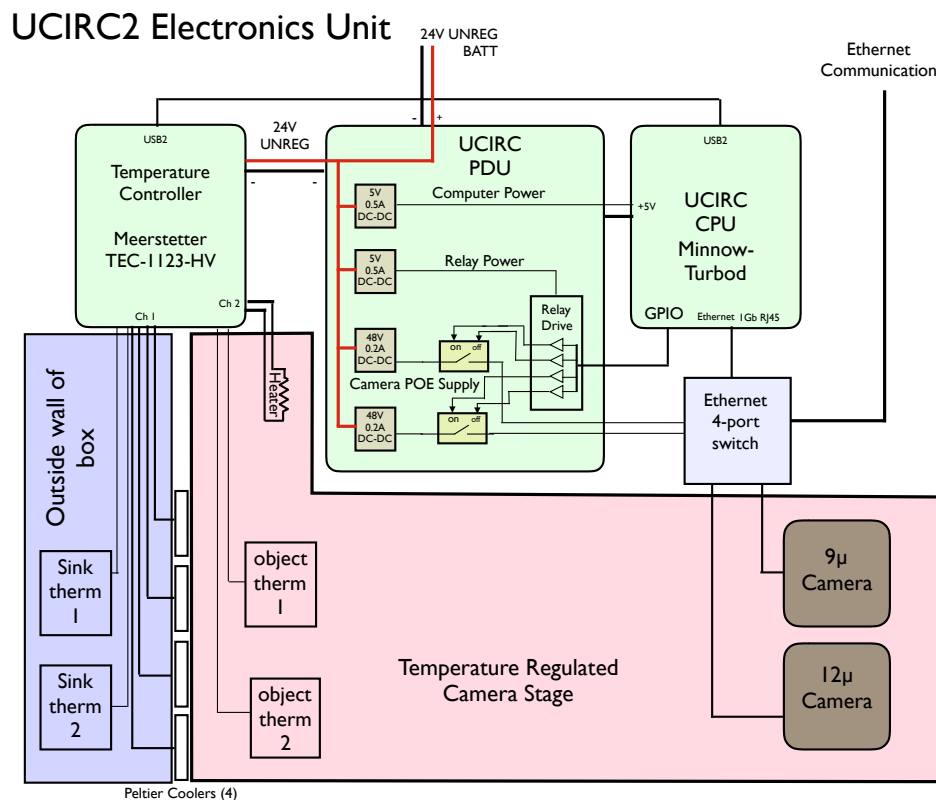 UCIRC2 Electronics Unit
24V UNREG
BATT
Ethernet
Communication
- +
USB2
Temperature
Controller
Meerstetter
TEC-1123-HV
Ch 1
Ch 2
24V
UNREG
- -
UCIRC
PDU
5V
0.5A
DC-DC
Computer Power
5V
0.5A
DC-DC
Relay Power
Relay
Drive
48V
0.2A
DC-DC
on off
Camera POE Supply
48V
0.2A
DC-DC
on off
USB2
+5V
UCIRC
CPU
Minnow-
Turbod
GPIO
Ethernet 1Gb RJ45
Heater
Ethernet
4-port
switch
Outside wall of
box
Sink
therm
1
Sink
therm
2
object
therm
1
object
therm
2
Temperature Regulated
Camera Stage
9µ
Camera
12µ
Camera
Peltier Coolers (4)